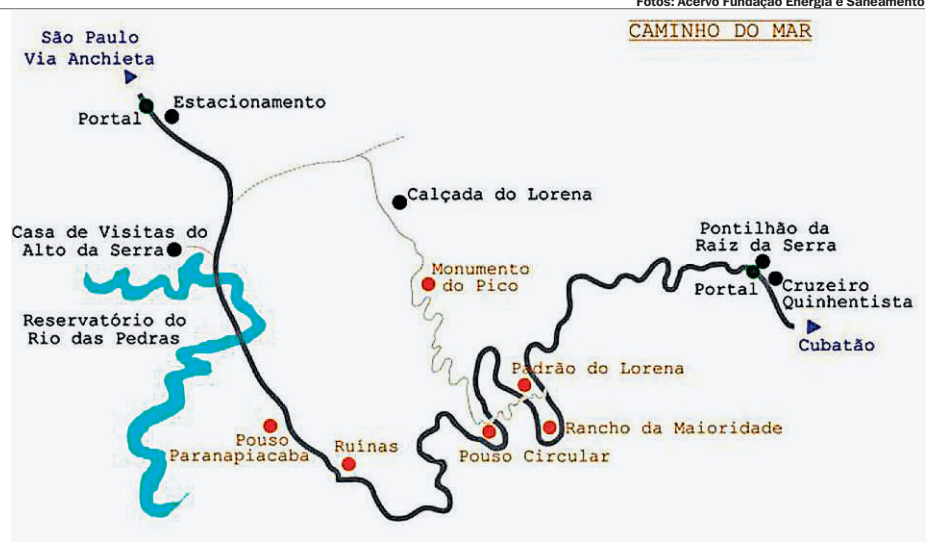 Fotos: Acervo Fundação Energia e Saneamento
CAMINHO DO MAR
São Paulo
Via Anchieta
Estacionamento
Portal
Calçada do Lorena
Casa de Visitas do
Alto da Serra
Pontilhão da
Raiz da Serra
Monumento
do Pico
Portal
Cruzeiro
Quinhentista
Reservatório do
Rio das Pedras
Cubatão
Padrão do Lorena
Rancho da Maioridade
Pouso
Paranapiacaba
Ruínas
Pouso Circular